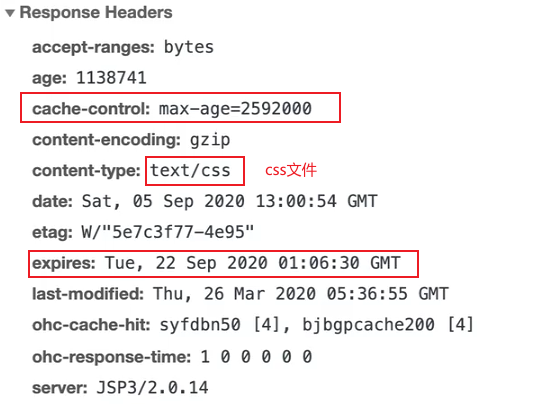 ▼ Response Headers
accept-ranges: bytes
age: 1138741
cache-control: max-age=2592000
content-encoding: gzip
content-type: text/css css文件
date: Sat, 05 Sep 2020 13:00:54 GMT
etag: W/"5e7c3f77-4e95"
expires: Tue, 22 Sep 2020 01:06:30 GMT
last-modified: Thu, 26 Mar 2020 05:36:55 GMT
ohc-cache-hit: syfdbn50 [4], bjbgpcache200 [4]
ohc-response-time: 1 0 0 0 0 0
server: JSP3/2.0.14